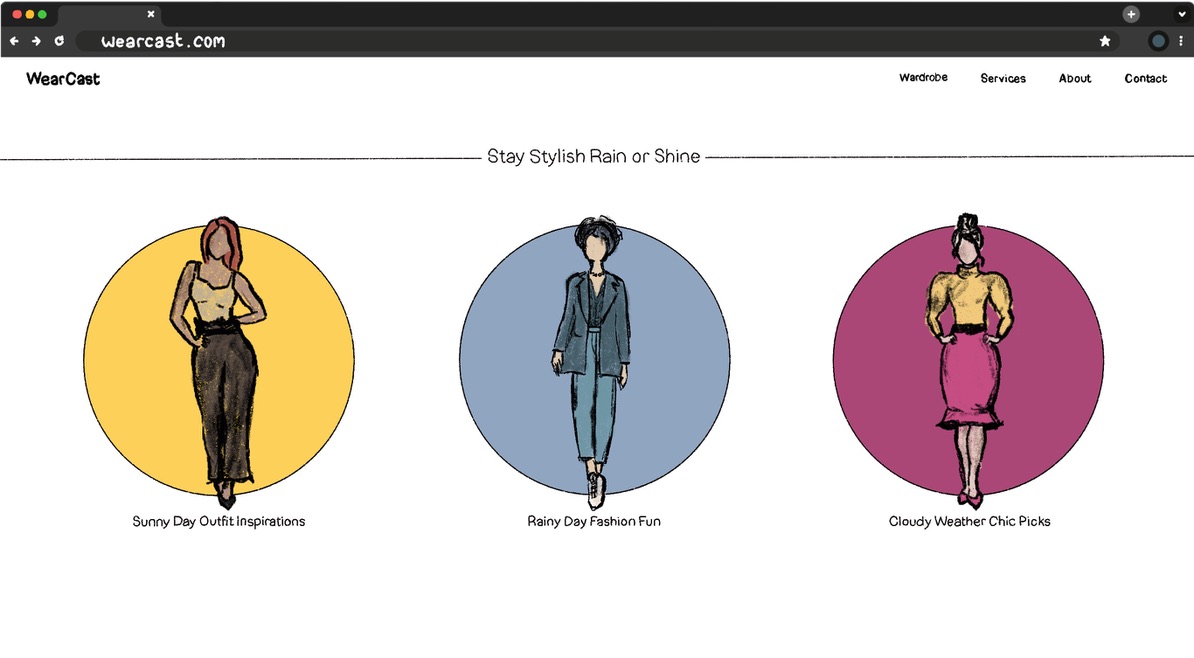 wearcast.com
WearCast
Wardrobe Services About Contact
Stay Stylish Rain or Shine
Sunny Day Outfit Inspirations
Rainy Day Fashion Fun
Cloudy Weather Chic Picks